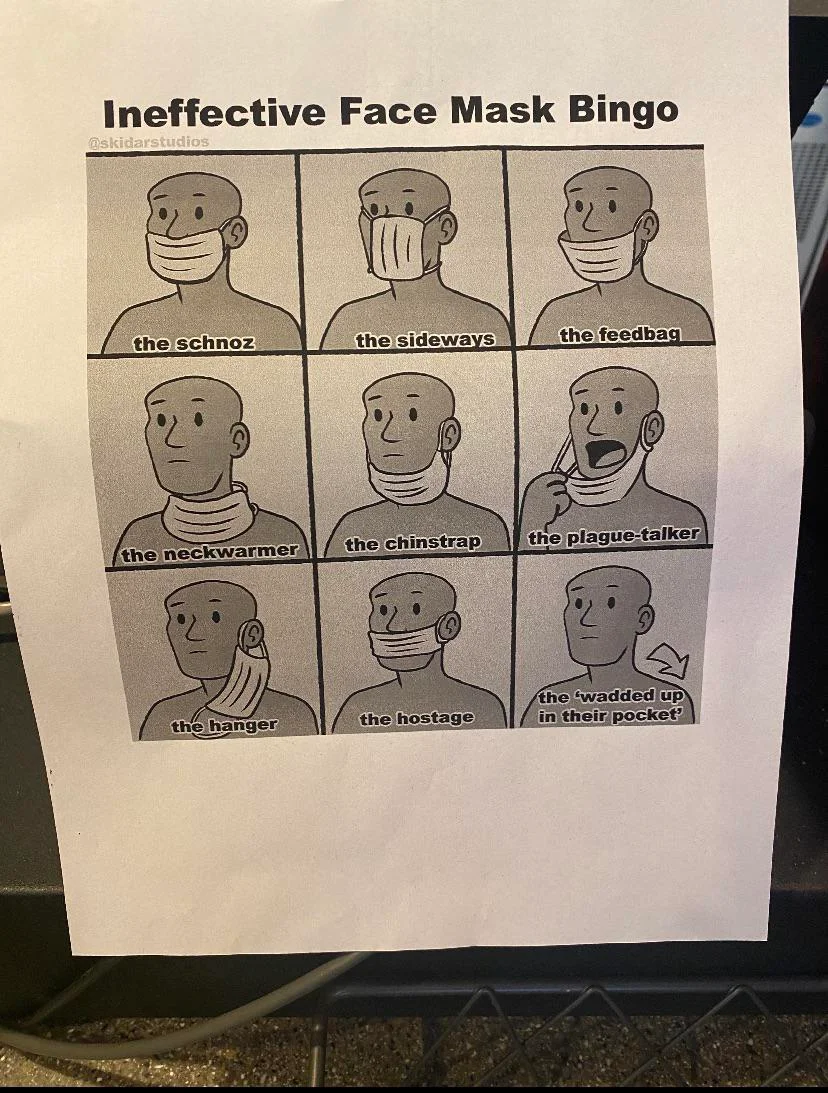 Ineffective Face Mask Bingo
@skidarstudios
the schnoz
the sideways
the feedbag
the neckwarmer
the chinstrap
the plague-talker
the hanger
the hostage
the ‘wadded up
in their pocket’